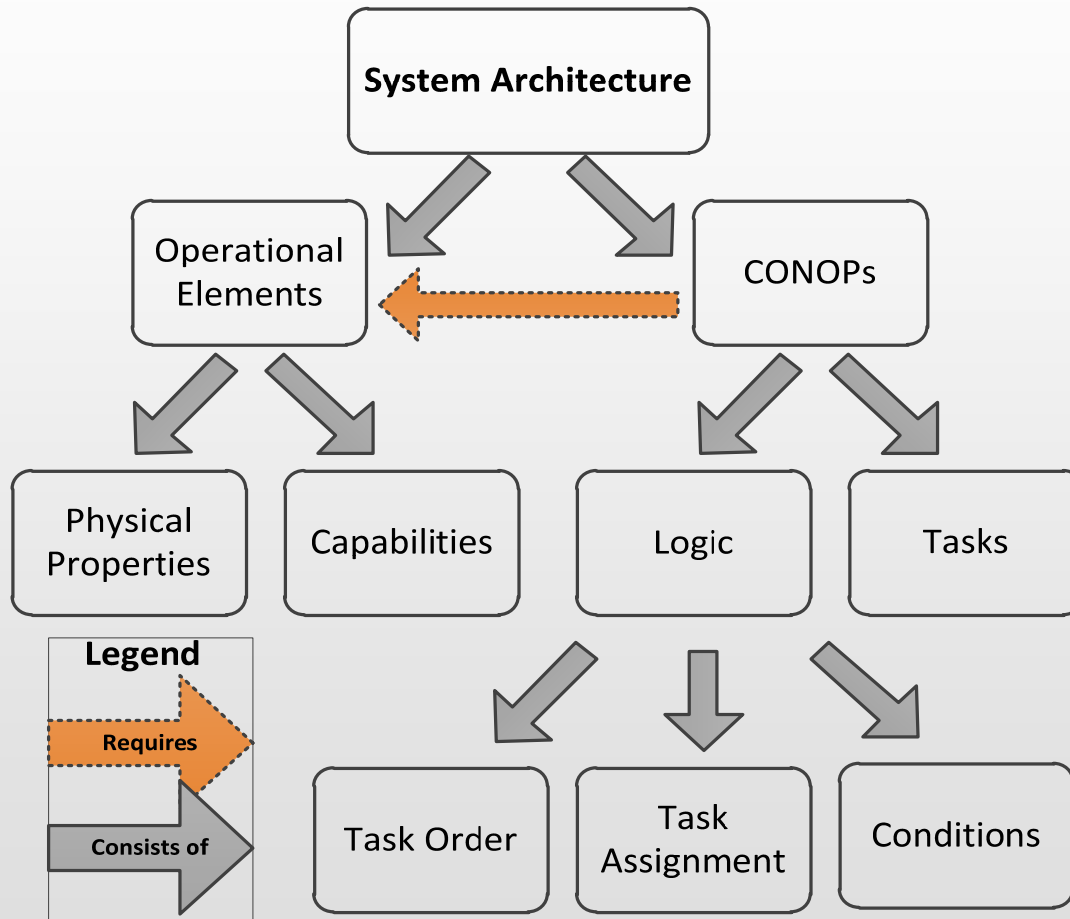 System Architecture
Operational
Elements
CONOPs
Physical
Properties
Capabilities
Logic
Tasks
Legend
Requires
Consists of
Task Order
Task
Assignment
Conditions